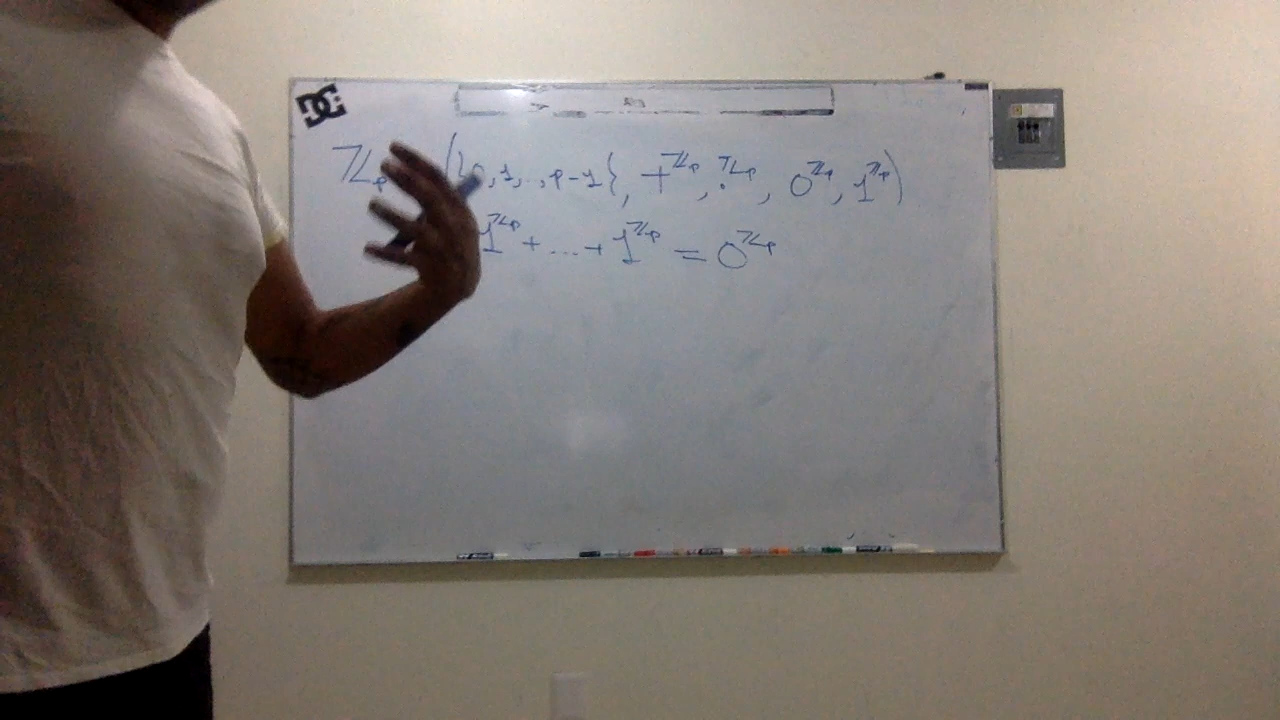 ℤₚ ({0, 1, ..., p-1}, +^ℤₚ, ·^ℤₚ, 0^ℤₚ, 1^ℤₚ)
1^ℤₚ + ... + 1^ℤₚ = 0^ℤₚ